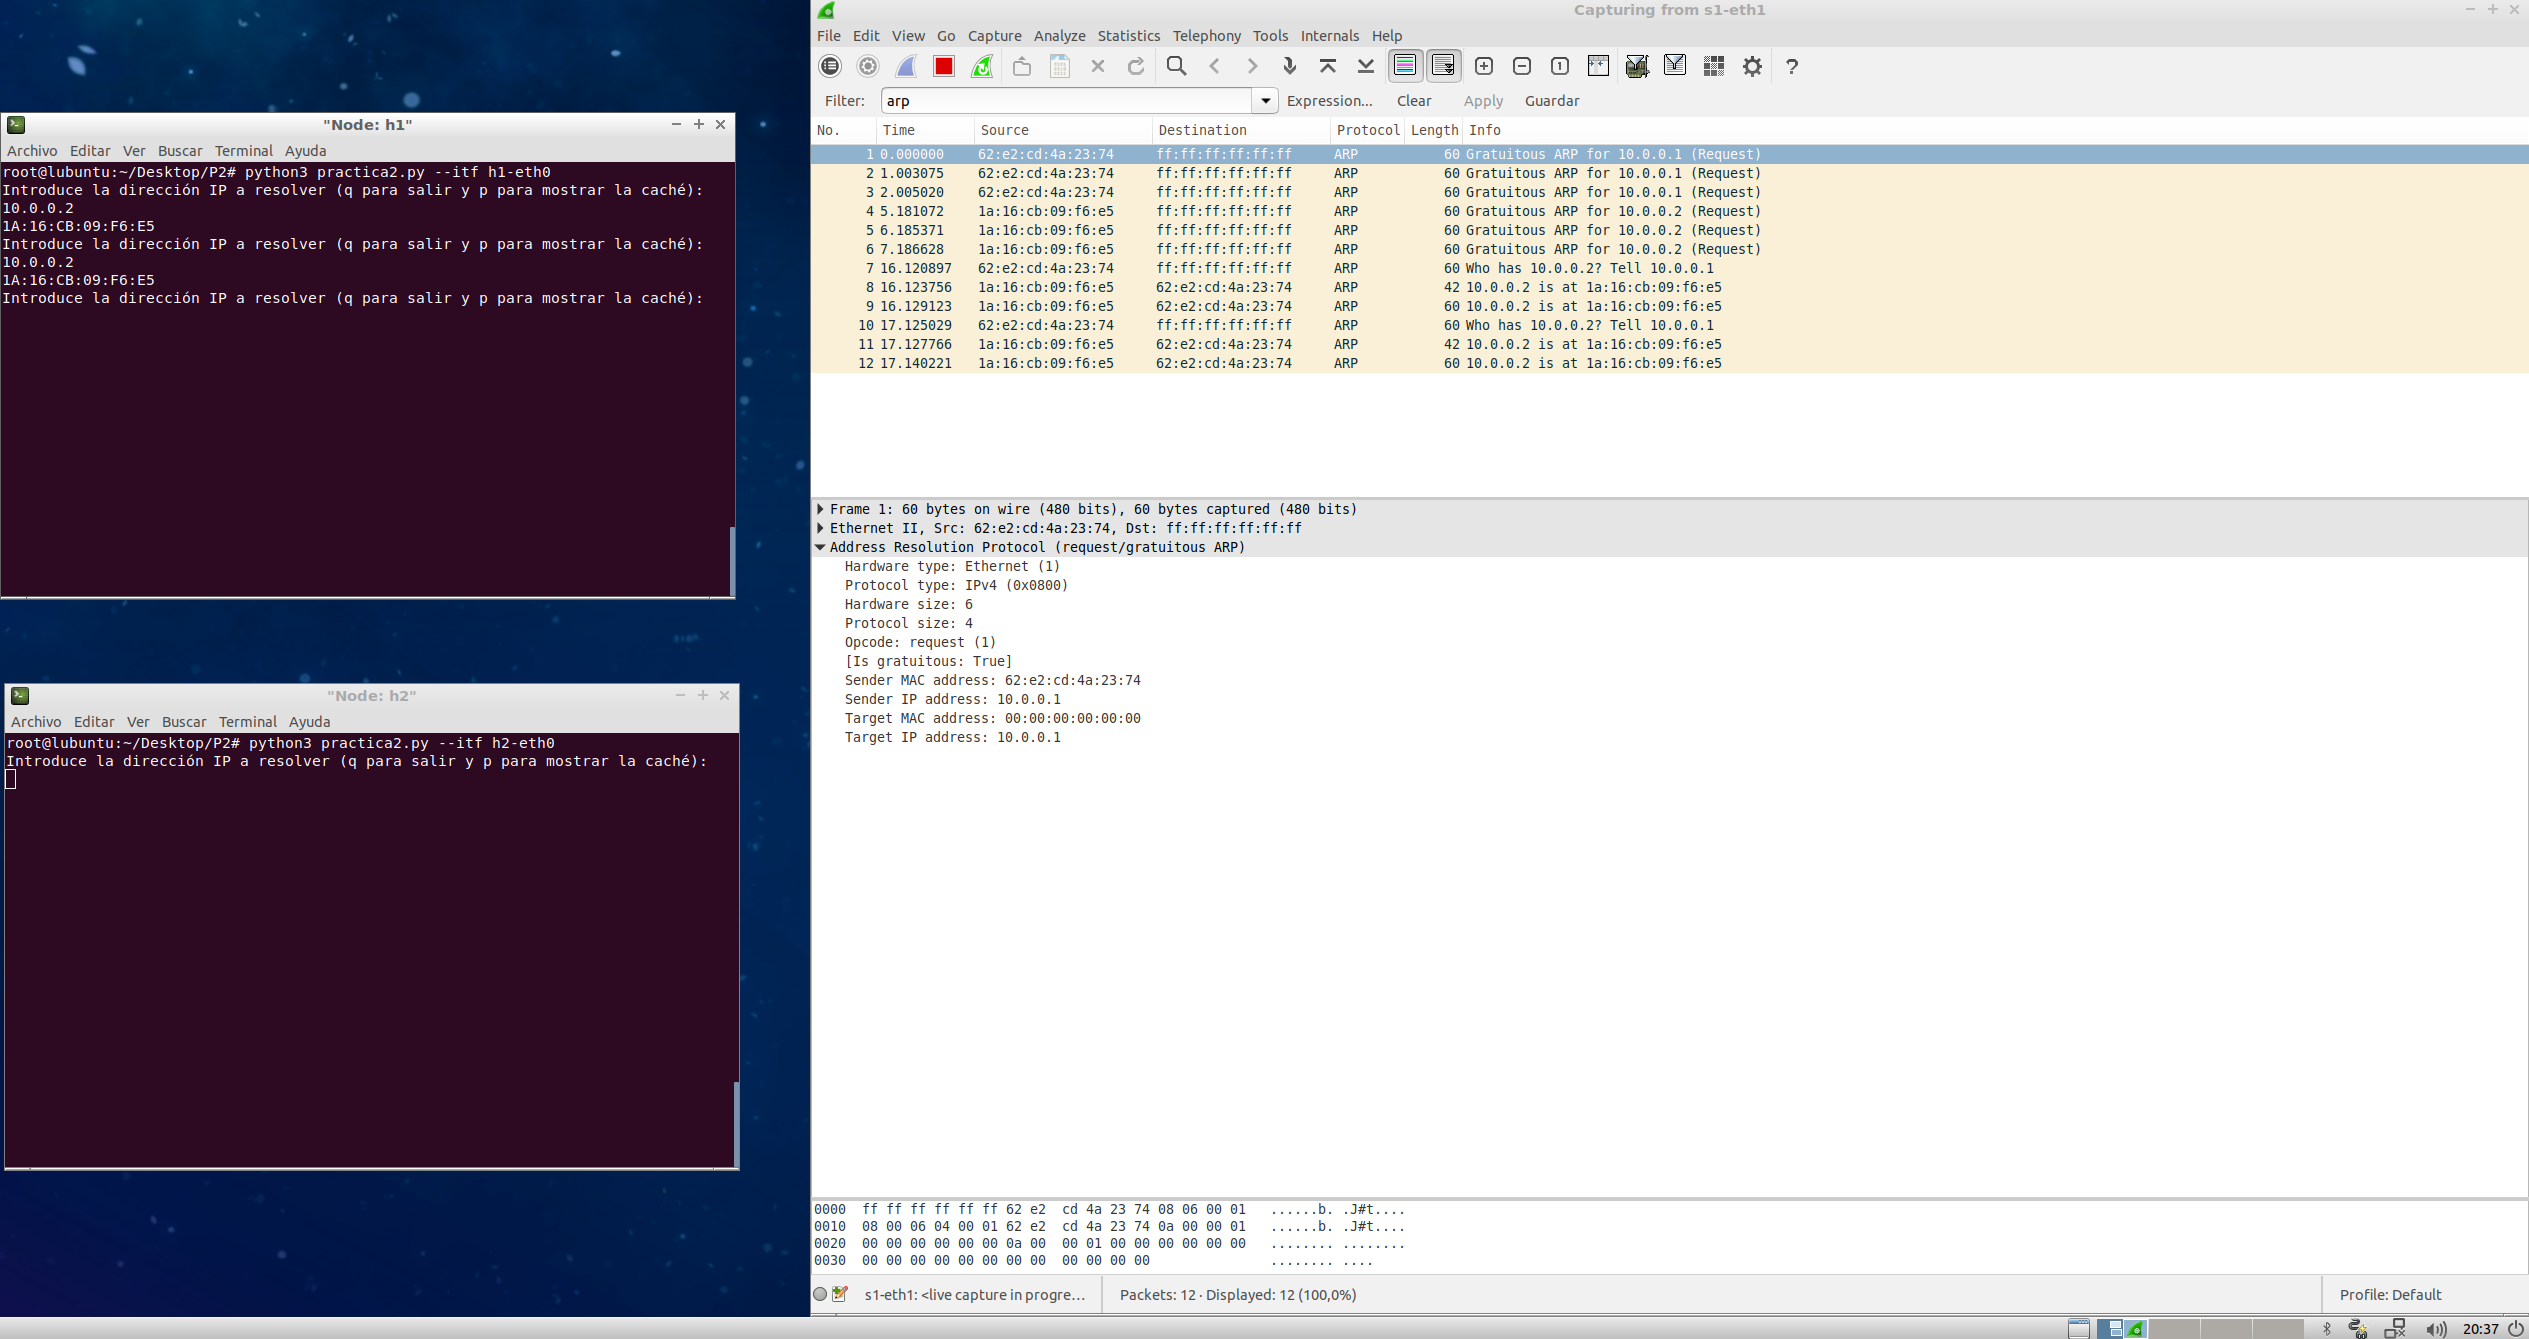 "Node: h1"
Archivo Editar Ver Buscar Terminal Ayuda
root@lubuntu:~/Desktop/P2# python3 practica2.py --itf h1-eth0
Introduce la dirección IP a resolver (q para salir y p para mostrar la caché):
10.0.0.2
1A:16:CB:09:F6:E5
Introduce la dirección IP a resolver (q para salir y p para mostrar la caché):
10.0.0.2
1A:16:CB:09:F6:E5
Introduce la dirección IP a resolver (q para salir y p para mostrar la caché):
"Node: h2"
Archivo Editar Ver Buscar Terminal Ayuda
root@lubuntu:~/Desktop/P2# python3 practica2.py --itf h2-eth0
Introduce la dirección IP a resolver (q para salir y p para mostrar la caché):
Capturing from s1-eth1
File Edit View Go Capture Analyze Statistics Telephony Tools Internals Help
Filter: arp Expression... Clear Apply Guardar
No. Time Source Destination Protocol Length Info
1 0.000000 62:e2:cd:4a:23:74 ff:ff:ff:ff:ff:ff ARP 60 Gratuitous ARP for 10.0.0.1 (Request)
2 1.003075 62:e2:cd:4a:23:74 ff:ff:ff:ff:ff:ff ARP 60 Gratuitous ARP for 10.0.0.1 (Request)
3 2.005020 62:e2:cd:4a:23:74 ff:ff:ff:ff:ff:ff ARP 60 Gratuitous ARP for 10.0.0.1 (Request)
4 5.181072 1a:16:cb:09:f6:e5 ff:ff:ff:ff:ff:ff ARP 60 Gratuitous ARP for 10.0.0.2 (Request)
5 6.185371 1a:16:cb:09:f6:e5 ff:ff:ff:ff:ff:ff ARP 60 Gratuitous ARP for 10.0.0.2 (Request)
6 7.186628 1a:16:cb:09:f6:e5 ff:ff:ff:ff:ff:ff ARP 60 Gratuitous ARP for 10.0.0.2 (Request)
7 16.120897 62:e2:cd:4a:23:74 ff:ff:ff:ff:ff:ff ARP 60 Who has 10.0.0.2? Tell 10.0.0.1
8 16.123756 1a:16:cb:09:f6:e5 62:e2:cd:4a:23:74 ARP 42 10.0.0.2 is at 1a:16:cb:09:f6:e5
9 16.129123 1a:16:cb:09:f6:e5 62:e2:cd:4a:23:74 ARP 60 10.0.0.2 is at 1a:16:cb:09:f6:e5
10 17.125029 62:e2:cd:4a:23:74 ff:ff:ff:ff:ff:ff ARP 60 Who has 10.0.0.2? Tell 10.0.0.1
11 17.127766 1a:16:cb:09:f6:e5 62:e2:cd:4a:23:74 ARP 42 10.0.0.2 is at 1a:16:cb:09:f6:e5
12 17.140221 1a:16:cb:09:f6:e5 62:e2:cd:4a:23:74 ARP 60 10.0.0.2 is at 1a:16:cb:09:f6:e5
Frame 1: 60 bytes on wire (480 bits), 60 bytes captured (480 bits)
Ethernet II, Src: 62:e2:cd:4a:23:74, Dst: ff:ff:ff:ff:ff:ff
Address Resolution Protocol (request/gratuitous ARP)
Hardware type: Ethernet (1)
Protocol type: IPv4 (0x0800)
Hardware size: 6
Protocol size: 4
Opcode: request (1)
[Is gratuitous: True]
Sender MAC address: 62:e2:cd:4a:23:74
Sender IP address: 10.0.0.1
Target MAC address: 00:00:00:00:00:00
Target IP address: 10.0.0.1
0000 ff ff ff ff ff ff 62 e2 cd 4a 23 74 08 06 00 01 ......b. .J#t....
0010 08 00 06 04 00 01 62 e2 cd 4a 23 74 0a 00 00 01 ......b. .J#t....
0020 00 00 00 00 00 00 0a 00 00 01 00 00 00 00 00 00 ........ ........
0030 00 00 00 00 00 00 00 00 00 00 00 00 ........ ....
s1-eth1: <live capture in progre... Packets: 12 · Displayed: 12 (100,0%) Profile: Default
20:37